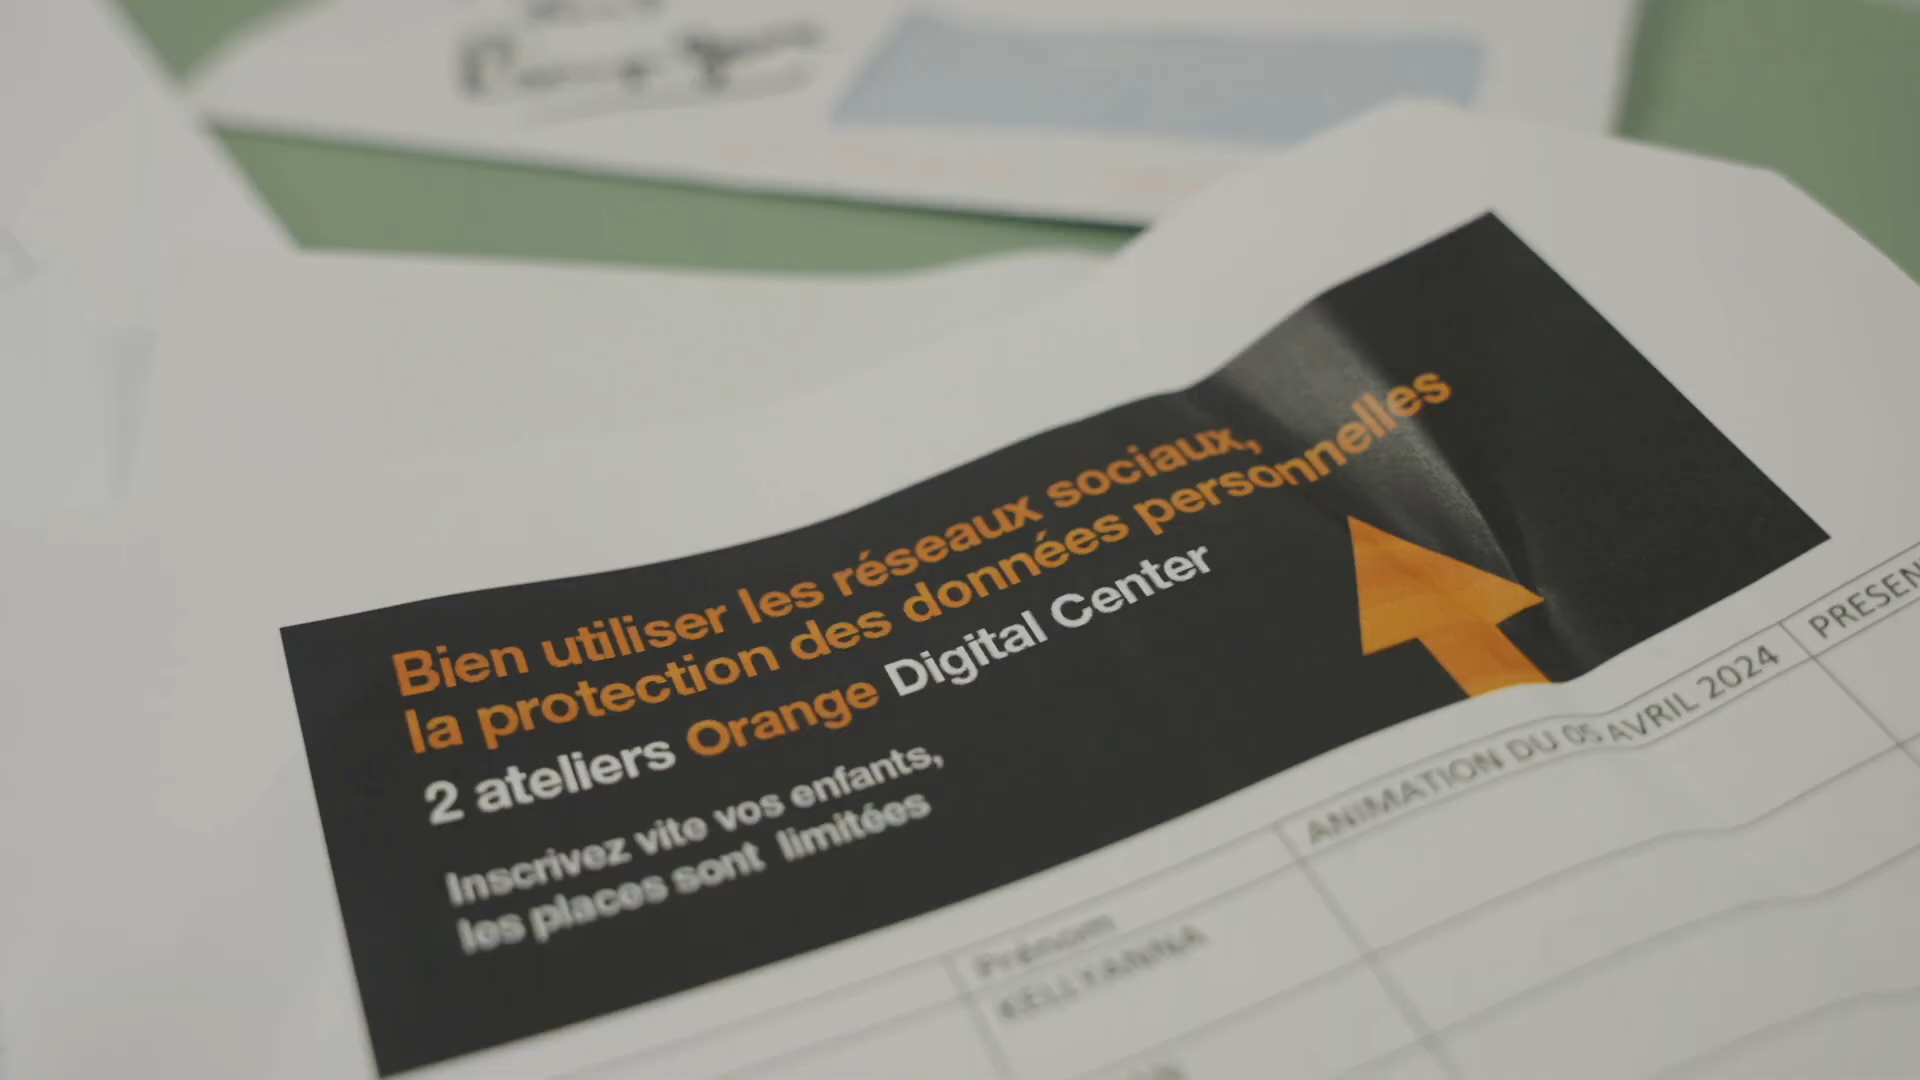 Bien utiliser les réseaux sociaux,
la protection des données personnelles
2 ateliers Orange Digital Center
Inscrivez vite vos enfants,
les places sont limitées
ANIMATION DU 05 AVRIL 2024
PRESEN
Prénom
KELLYANNA